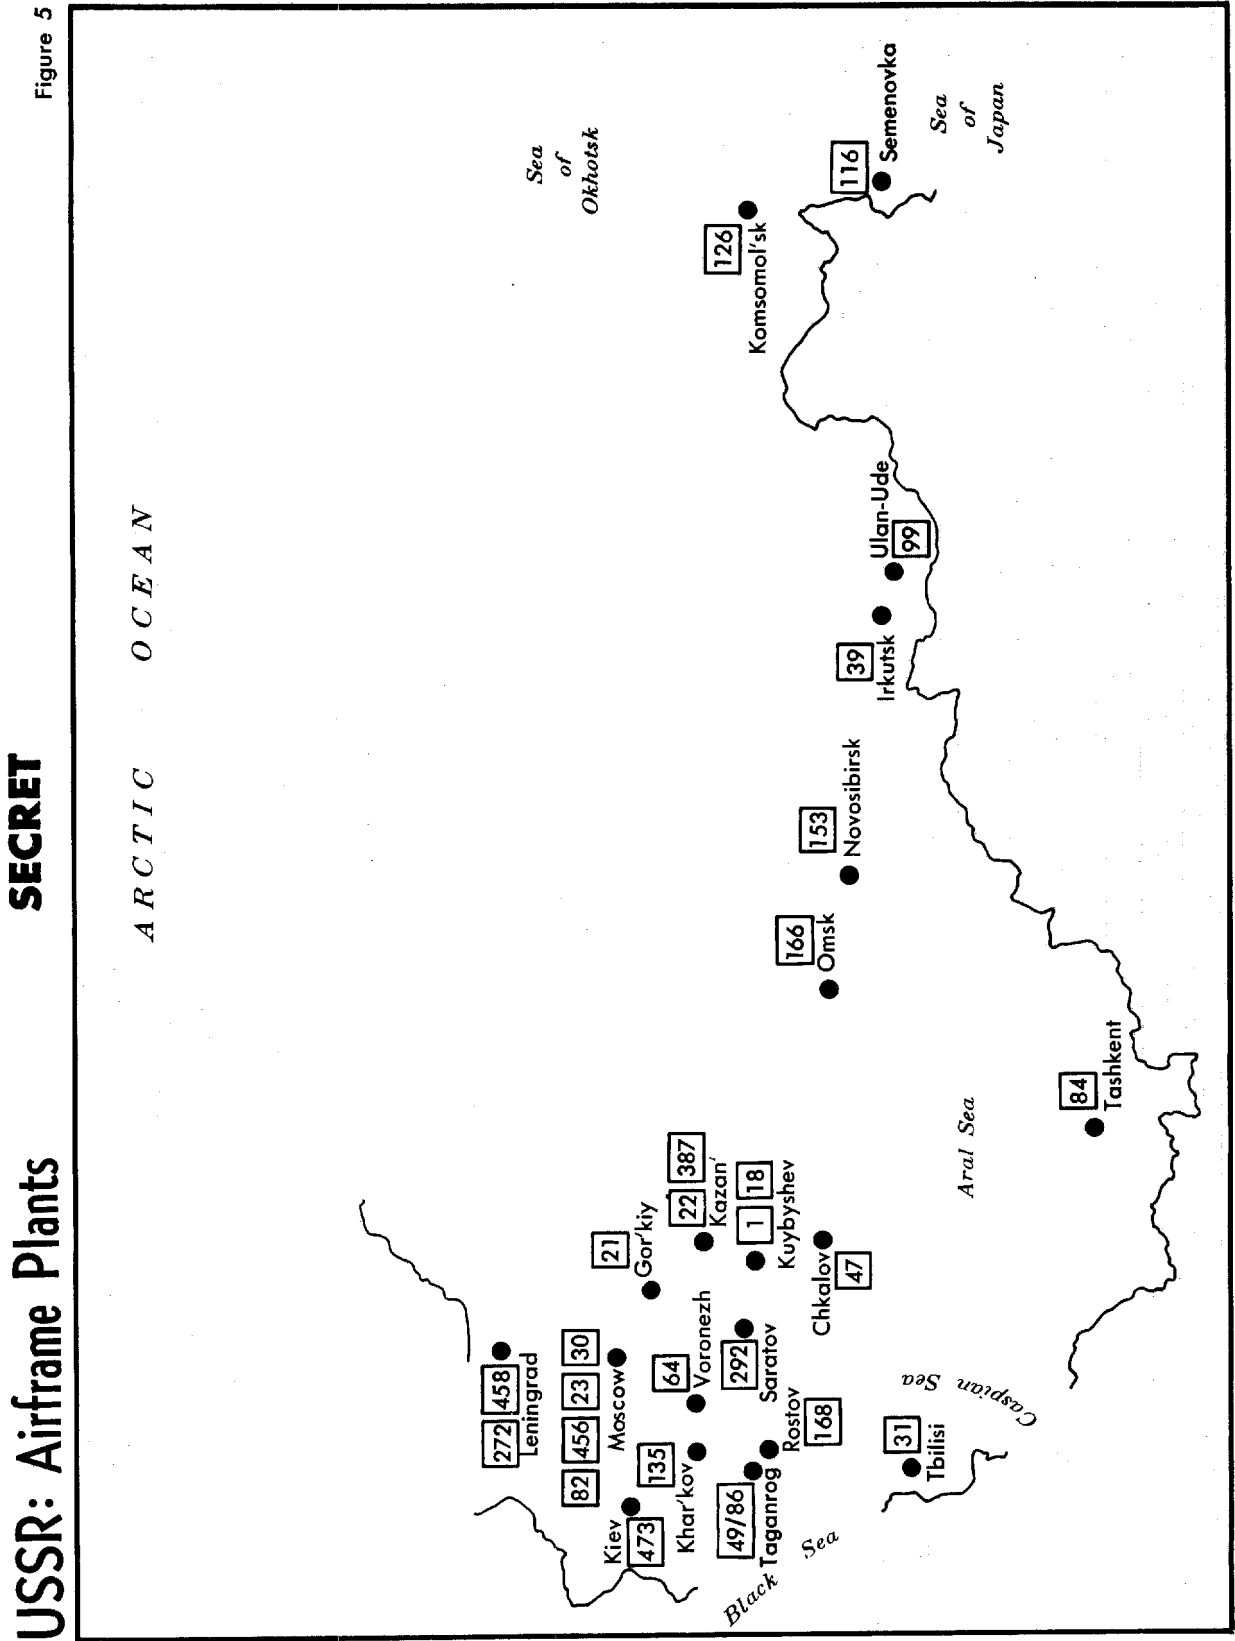 SECRET
USSR: Airframe Plants
Figure 5
ARCTIC OCEAN
Sea
of
Okhotsk
272 458
Leningrad
82 456 23 30
Moscow
Kiev
473
21
Gor'kiy
135
Khar'kov
64
Voronezh
22 387
Kazan'
49/86
Taganrog
Rostov
168
292
Saratov
1 18
Kuybyshev
Chkalov
47
Black Sea
31
Tbilisi
Caspian
Sea
Aral Sea
84
Tashkent
166
Omsk
153
Novosibirsk
39
Irkutsk
Ulan-Ude
99
126
Komsomol'sk
116
Semenovka
Sea
of
Japan